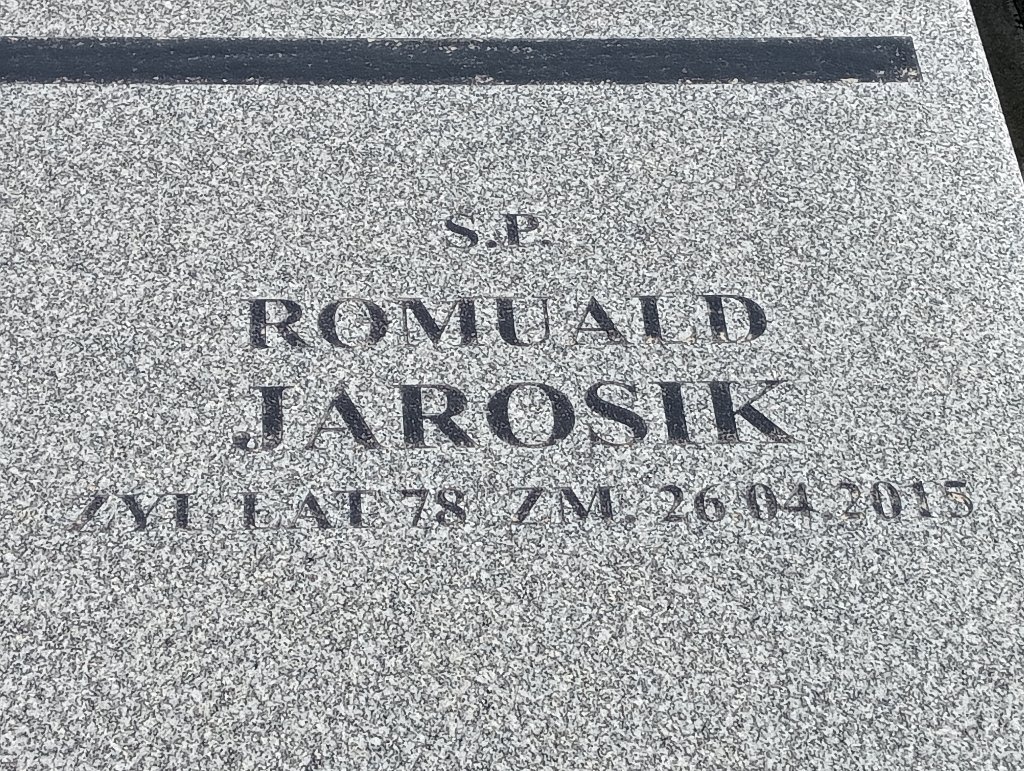 S.P.
ROMUALD
JAROSIK
ŻYŁ LAT 78 ZM. 26.04.2015